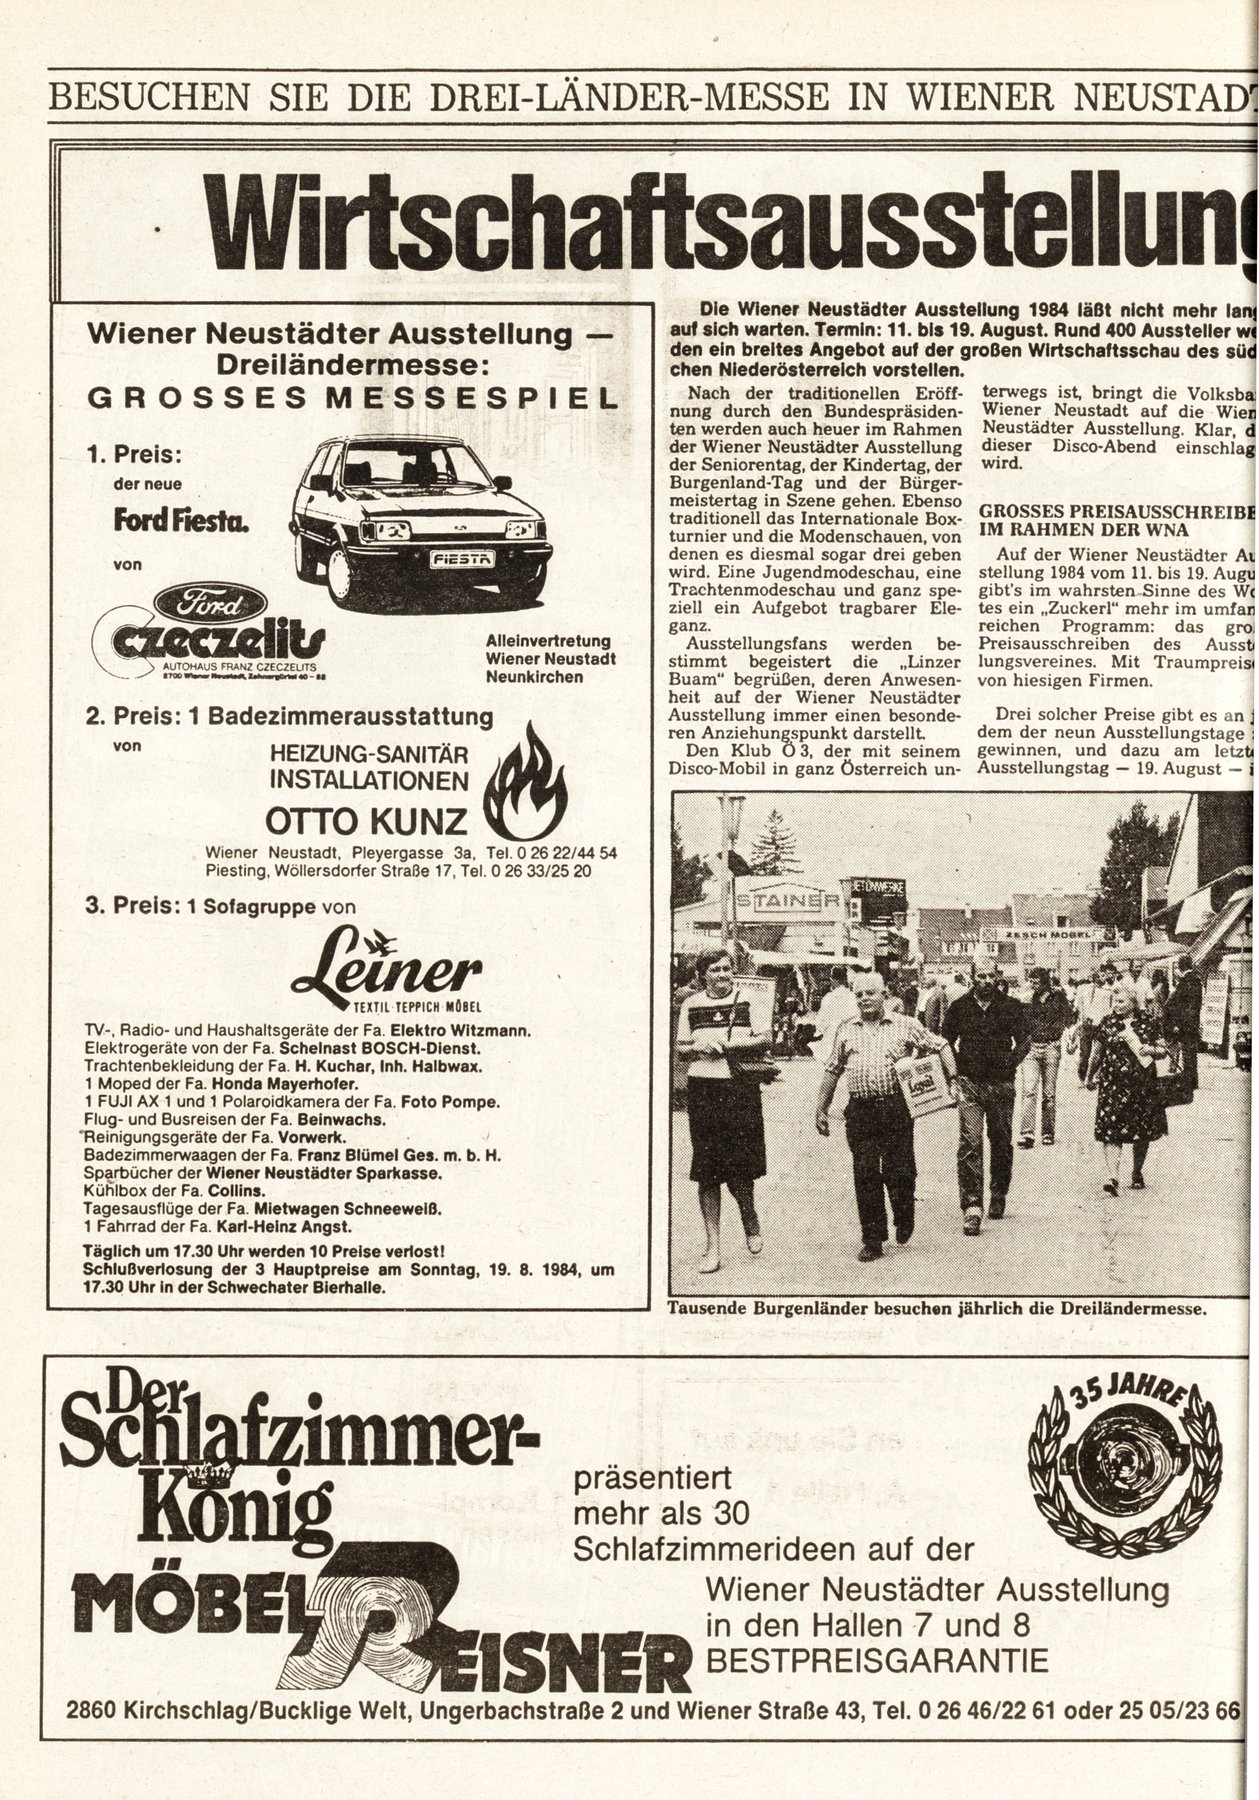 BESUCHEN SIE DIE DREI-LÄNDER-MESSE IN WIENER NEUSTADT
Wirtschaftsausstellung
Wiener Neustädter Ausstellung —
Dreiländermesse:
GROSSES MESSESPIEL
1. Preis:
der neue
Ford Fiesta.
von
FIESTA
Ford
czeczelits
AUTOHAUS FRANZ CZECZELITS
2700 Wiener Neustadt, Zehnergürtel 40 – 52
Alleinvertretung
Wiener Neustadt
Neunkirchen
2. Preis: 1 Badezimmerausstattung
von
HEIZUNG-SANITÄR
INSTALLATIONEN
OTTO KUNZ
Wiener Neustadt, Pleyergasse 3a, Tel. 0 26 22/44 54
Piesting, Wöllersdorfer Straße 17, Tel. 0 26 33/25 20
3. Preis: 1 Sofagruppe von
Leiner
TEXTIL·TEPPICH·MÖBEL
TV-, Radio- und Haushaltsgeräte der Fa. Elektro Witzmann.
Elektrogeräte von der Fa. Schelnast BOSCH-Dienst.
Trachtenbekleidung der Fa. H. Kuchar, Inh. Halbwax.
1 Moped der Fa. Honda Mayerhofer.
1 FUJI AX 1 und 1 Polaroidkamera der Fa. Foto Pompe.
Flug- und Busreisen der Fa. Beinwachs.
Reinigungsgeräte der Fa. Vorwerk.
Badezimmerwaagen der Fa. Franz Blümel Ges. m. b. H.
Sparbücher der Wiener Neustädter Sparkasse.
Kühlbox der Fa. Collins.
Tagesausflüge der Fa. Mietwagen Schneeweiß.
1 Fahrrad der Fa. Karl-Heinz Angst.
Täglich um 17.30 Uhr werden 10 Preise verlost!
Schlußverlosung der 3 Hauptpreise am Sonntag, 19. 8. 1984, um
17.30 Uhr in der Schwechater Bierhalle.
Die Wiener Neustädter Ausstellung 1984 läßt nicht mehr lang
auf sich warten. Termin: 11. bis 19. August. Rund 400 Aussteller we
den ein breites Angebot auf der großen Wirtschaftsschau des süd
chen Niederösterreich vorstellen.
Nach der traditionellen Eröff-
nung durch den Bundespräsiden-
ten werden auch heuer im Rahmen
der Wiener Neustädter Ausstellung
der Seniorentag, der Kindertag, der
Burgenland-Tag und der Bürger-
meistertag in Szene gehen. Ebenso
traditionell das Internationale Box-
turnier und die Modenschauen, von
denen es diesmal sogar drei geben
wird. Eine Jugendmodeschau, eine
Trachtenmodeschau und ganz spe-
ziell ein Aufgebot tragbarer Ele-
ganz.
Ausstellungsfans werden be-
stimmt begeistert die „Linzer
Buam“ begrüßen, deren Anwesen-
heit auf der Wiener Neustädter
Ausstellung immer einen besonde-
ren Anziehungspunkt darstellt.
Den Klub Ö 3, der mit seinem
Disco-Mobil in ganz Österreich un-
terwegs ist, bringt die Volksba
Wiener Neustadt auf die Wien
Neustädter Ausstellung. Klar, d
dieser Disco-Abend einschlag
wird.
GROSSES PREISAUSSCHREIBE
IM RAHMEN DER WNA
Auf der Wiener Neustädter Au
stellung 1984 vom 11. bis 19. Augu
gibt's im wahrsten Sinne des Wo
tes ein „Zuckerl“ mehr im umfan
reichen Programm: das gro
Preisausschreiben des Ausst
lungsvereines. Mit Traumpreise
von hiesigen Firmen.
Drei solcher Preise gibt es an j
dem der neun Ausstellungstage
gewinnen, und dazu am letzt
Ausstellungstag — 19. August — i
STAINER
BETONWERKE
ZESCH MÖBEL
Loyal
Tausende Burgenländer besuchen jährlich die Dreiländermesse.
Der
Schlafzimmer-
König
MÖBEL REISNER
präsentiert
mehr als 30
Schlafzimmerideen auf der
Wiener Neustädter Ausstellung
in den Hallen 7 und 8
BESTPREISGARANTIE
35 JAHRE
2860 Kirchschlag/Bucklige Welt, Ungerbachstraße 2 und Wiener Straße 43, Tel. 0 26 46/22 61 oder 25 05/23 66